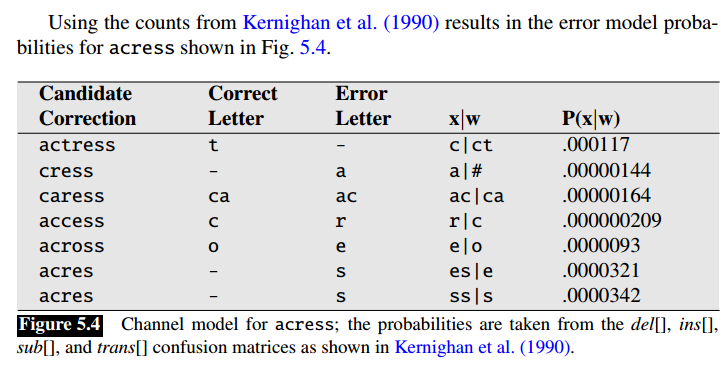 Using the counts from Kernighan et al. (1990) results in the error model proba-
bilities for acress shown in Fig. 5.4.
Candidate Correct Error
Correction Letter Letter x|w P(x|w)
actress t - c|ct .000117
cress - a a|# .00000144
caress ca ac ac|ca .00000164
access c r r|c .000000209
across o e e|o .0000093
acres - s es|e .0000321
acres - s ss|s .0000342
Figure 5.4 Channel model for acress; the probabilities are taken from the del[], ins[],
sub[], and trans[] confusion matrices as shown in Kernighan et al. (1990).